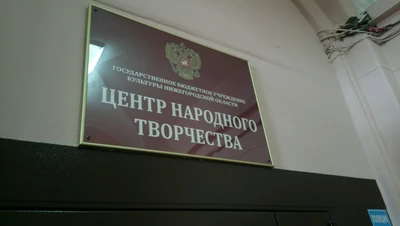 ГОСУДАРСТВЕННОЕ БЮДЖЕТНОЕ УЧРЕЖДЕНИЕ
КУЛЬТУРЫ НИЖЕГОРОДСКОЙ ОБЛАСТИ
ЦЕНТР НАРОДНОГО
ТВОРЧЕСТВА